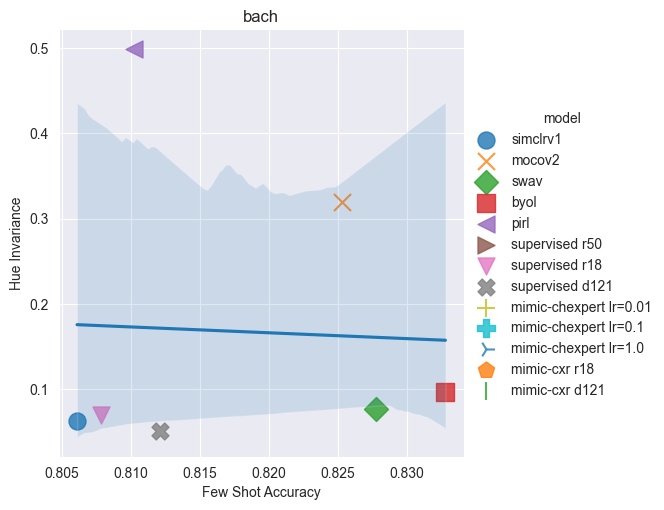 bach
0.5
0.4
0.3
0.2
0.1
Hue Invariance
0.805
0.810
0.815
0.820
0.825
0.830
Few Shot Accuracy
model
simclrv1
mocov2
swav
byol
pirl
supervised r50
supervised r18
supervised d121
mimic-chexpert lr=0.01
mimic-chexpert lr=0.1
mimic-chexpert lr=1.0
mimic-cxr r18
mimic-cxr d121